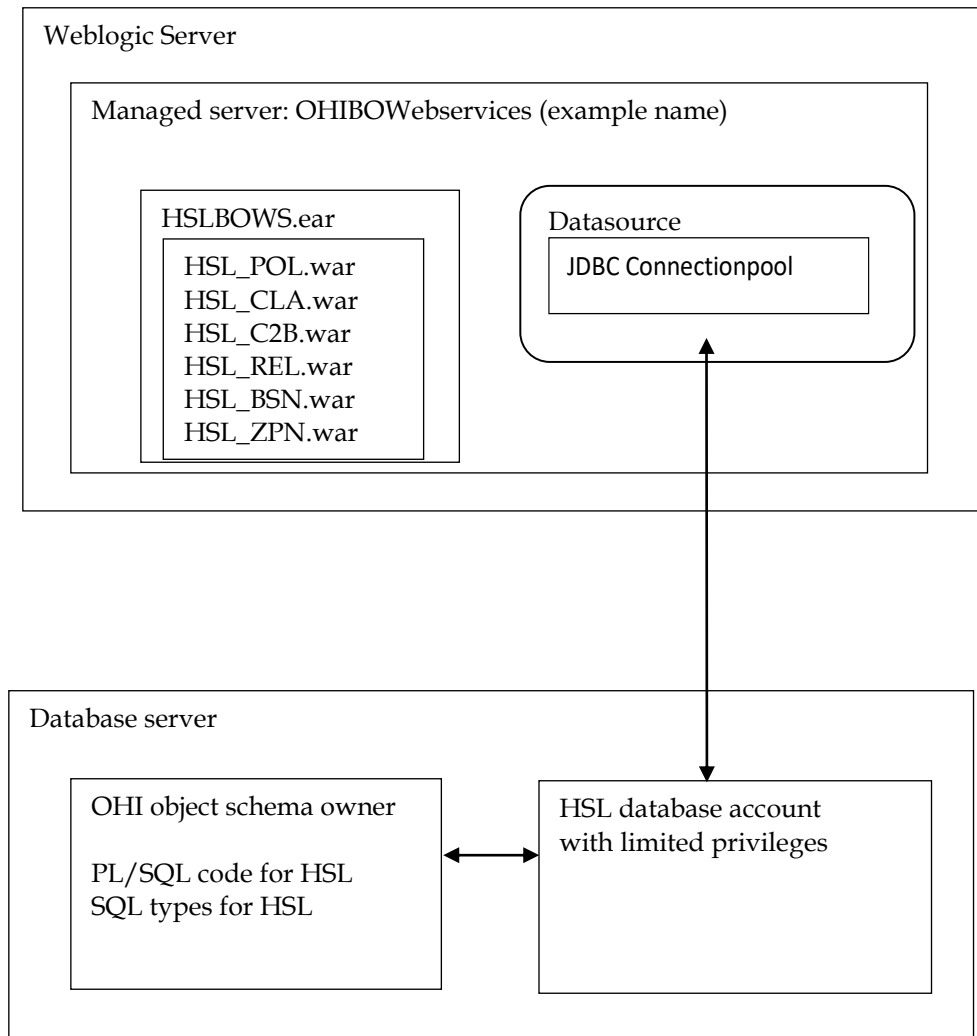 Weblogic Server
Managed server: OHIBOWebservices (example name)
HSLBOWS.ear
HSL_POL.war
HSL_CLA.war
HSL_C2B.war
HSL_REL.war
HSL_BSN.war
HSL_ZPN.war
Datasource
JDBC Connectionpool
Database server
OHI object schema owner
PL/SQL code for HSL
SQL types for HSL
HSL database account
with limited privileges